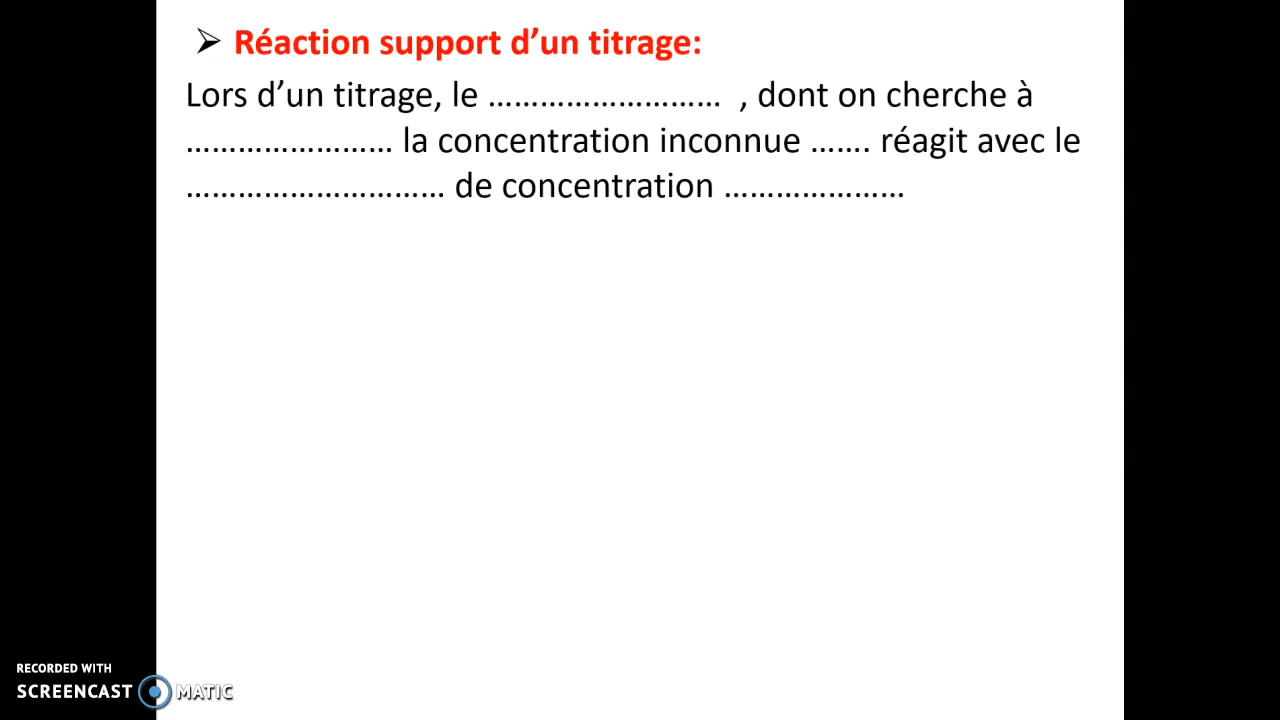 ➢ Réaction support d’un titrage:
Lors d’un titrage, le ……………………… , dont on cherche à
…………………… la concentration inconnue ……. réagit avec le
………………………… de concentration …………………
RECORDED WITH
SCREENCAST MATIC